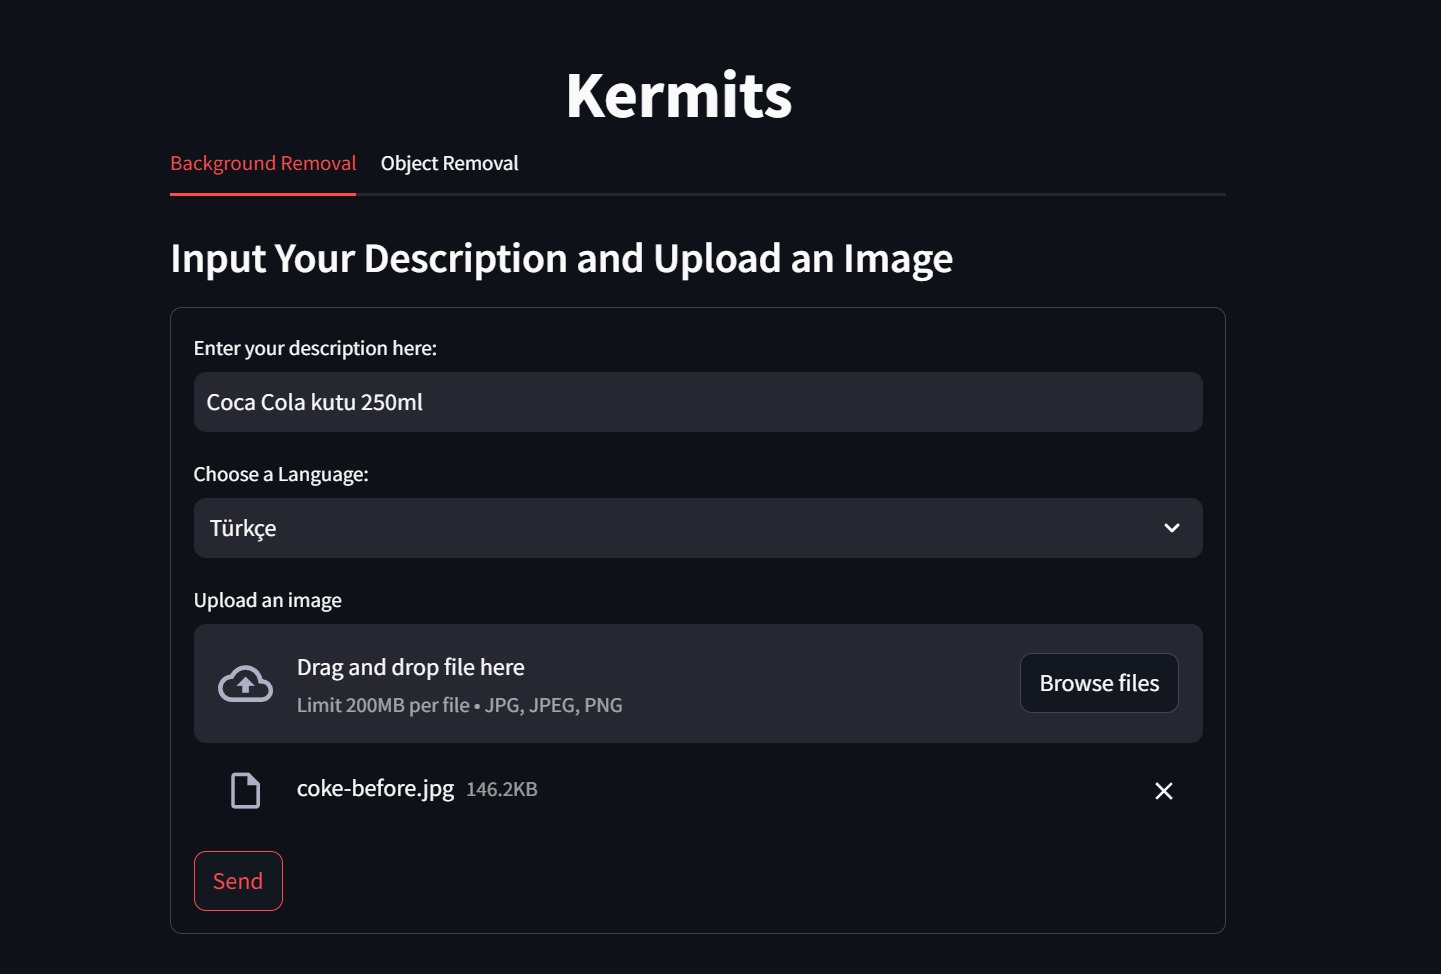 Kermits
Background Removal Object Removal
Input Your Description and Upload an Image
Enter your description here:
Coca Cola kutu 250ml
Choose a Language:
Türkçe
Upload an image
Drag and drop file here
Limit 200MB per file • JPG, JPEG, PNG
Browse files
coke-before.jpg 146.2KB
Send